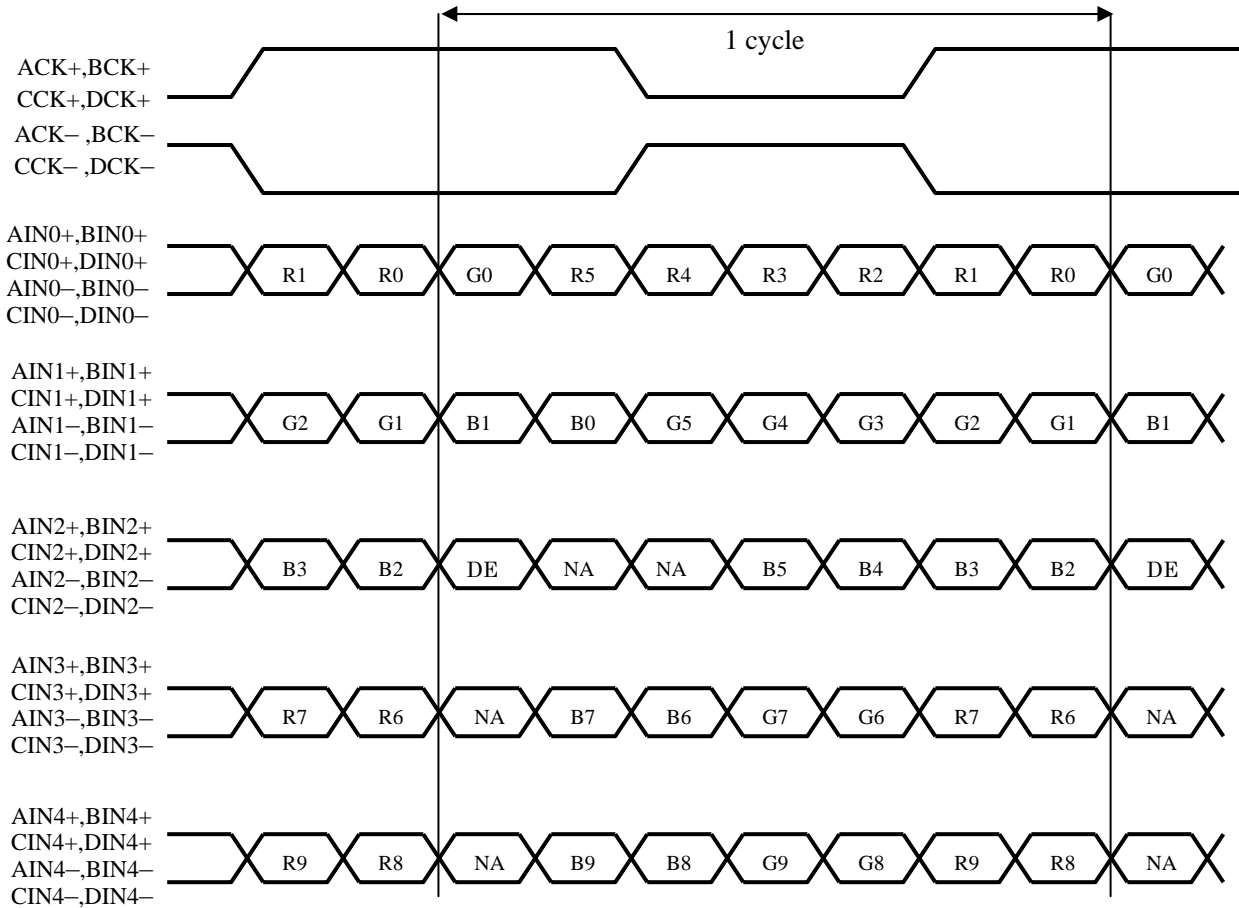 1 cycle
ACK+,BCK+
CCK+,DCK+
ACK– ,BCK–
CCK– ,DCK–
AIN0+,BIN0+
CIN0+,DIN0+
AIN0–,BIN0–
CIN0–,DIN0–
R1 R0 G0 R5 R4 R3 R2 R1 R0 G0
AIN1+,BIN1+
CIN1+,DIN1+
AIN1–,BIN1–
CIN1–,DIN1–
G2 G1 B1 B0 G5 G4 G3 G2 G1 B1
AIN2+,BIN2+
CIN2+,DIN2+
AIN2–,BIN2–
CIN2–,DIN2–
B3 B2 DE NA NA B5 B4 B3 B2 DE
AIN3+,BIN3+
CIN3+,DIN3+
AIN3–,BIN3–
CIN3–,DIN3–
R7 R6 NA B7 B6 G7 G6 R7 R6 NA
AIN4+,BIN4+
CIN4+,DIN4+
AIN4–,BIN4–
CIN4–,DIN4–
R9 R8 NA B9 B8 G9 G8 R9 R8 NA